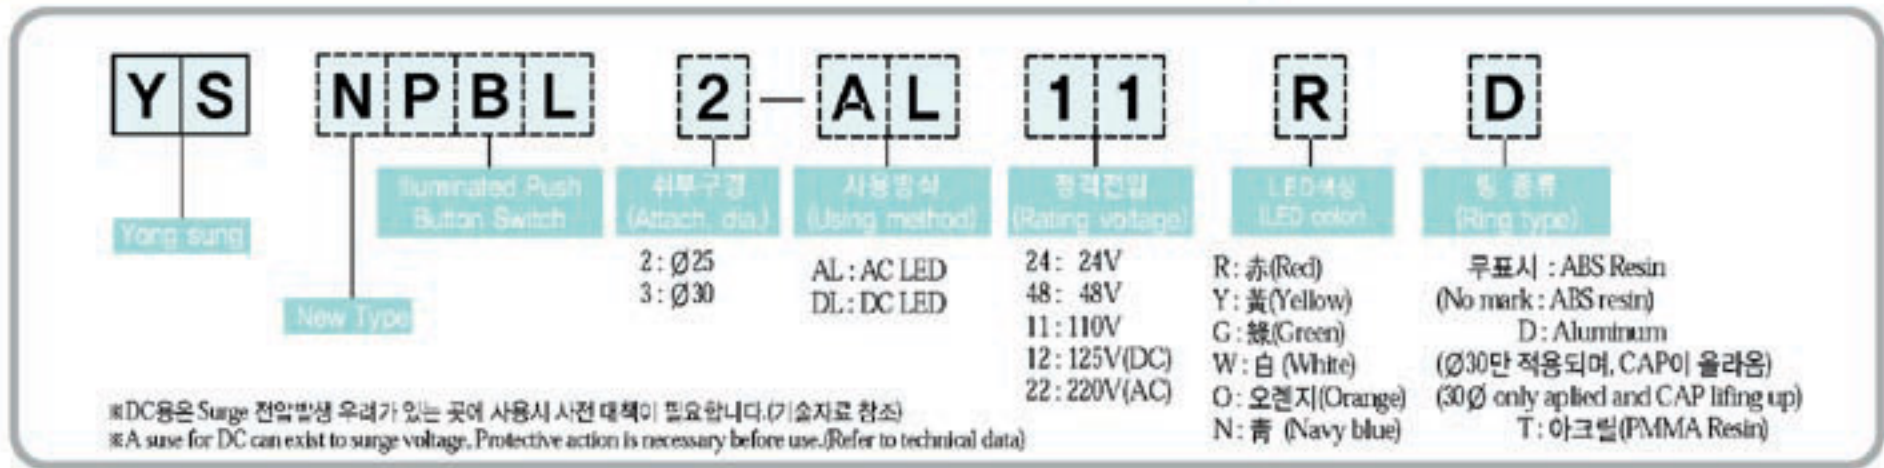 YS NPBL 2 - AL 11 R D
Yong sung
New Type
Illuminated Push
Button Switch
취부구경
(Attach. dia.)
2 : Ø25
3 : Ø30
사용방식
(Using method)
AL : AC LED
DL : DC LED
정격전압
(Rating voltage)
24 : 24V
48 : 48V
11 : 110V
12 : 125V(DC)
22 : 220V(AC)
LED색상
(LED color)
R : 赤(Red)
Y : 黃(Yellow)
G : 綠(Green)
W : 白 (White)
O : 오렌지(Orange)
N : 靑 (Navy blue)
링 종류
(Ring type)
무표시 : ABS Resin
(No mark : ABS resin)
D : Aluminum
(Ø30만 적용되며, CAP이 올라옴)
(30Ø only aplied and CAP lifing up)
T : 아크릴(PMMA Resin)
※DC용은 Surge 전압발생 우려가 있는 곳에 사용시 사전 대책이 필요합니다.(기술자료 참조)
※A suse for DC can exist to surge voltage, Protective action is necessary before use.(Refer to technical data)